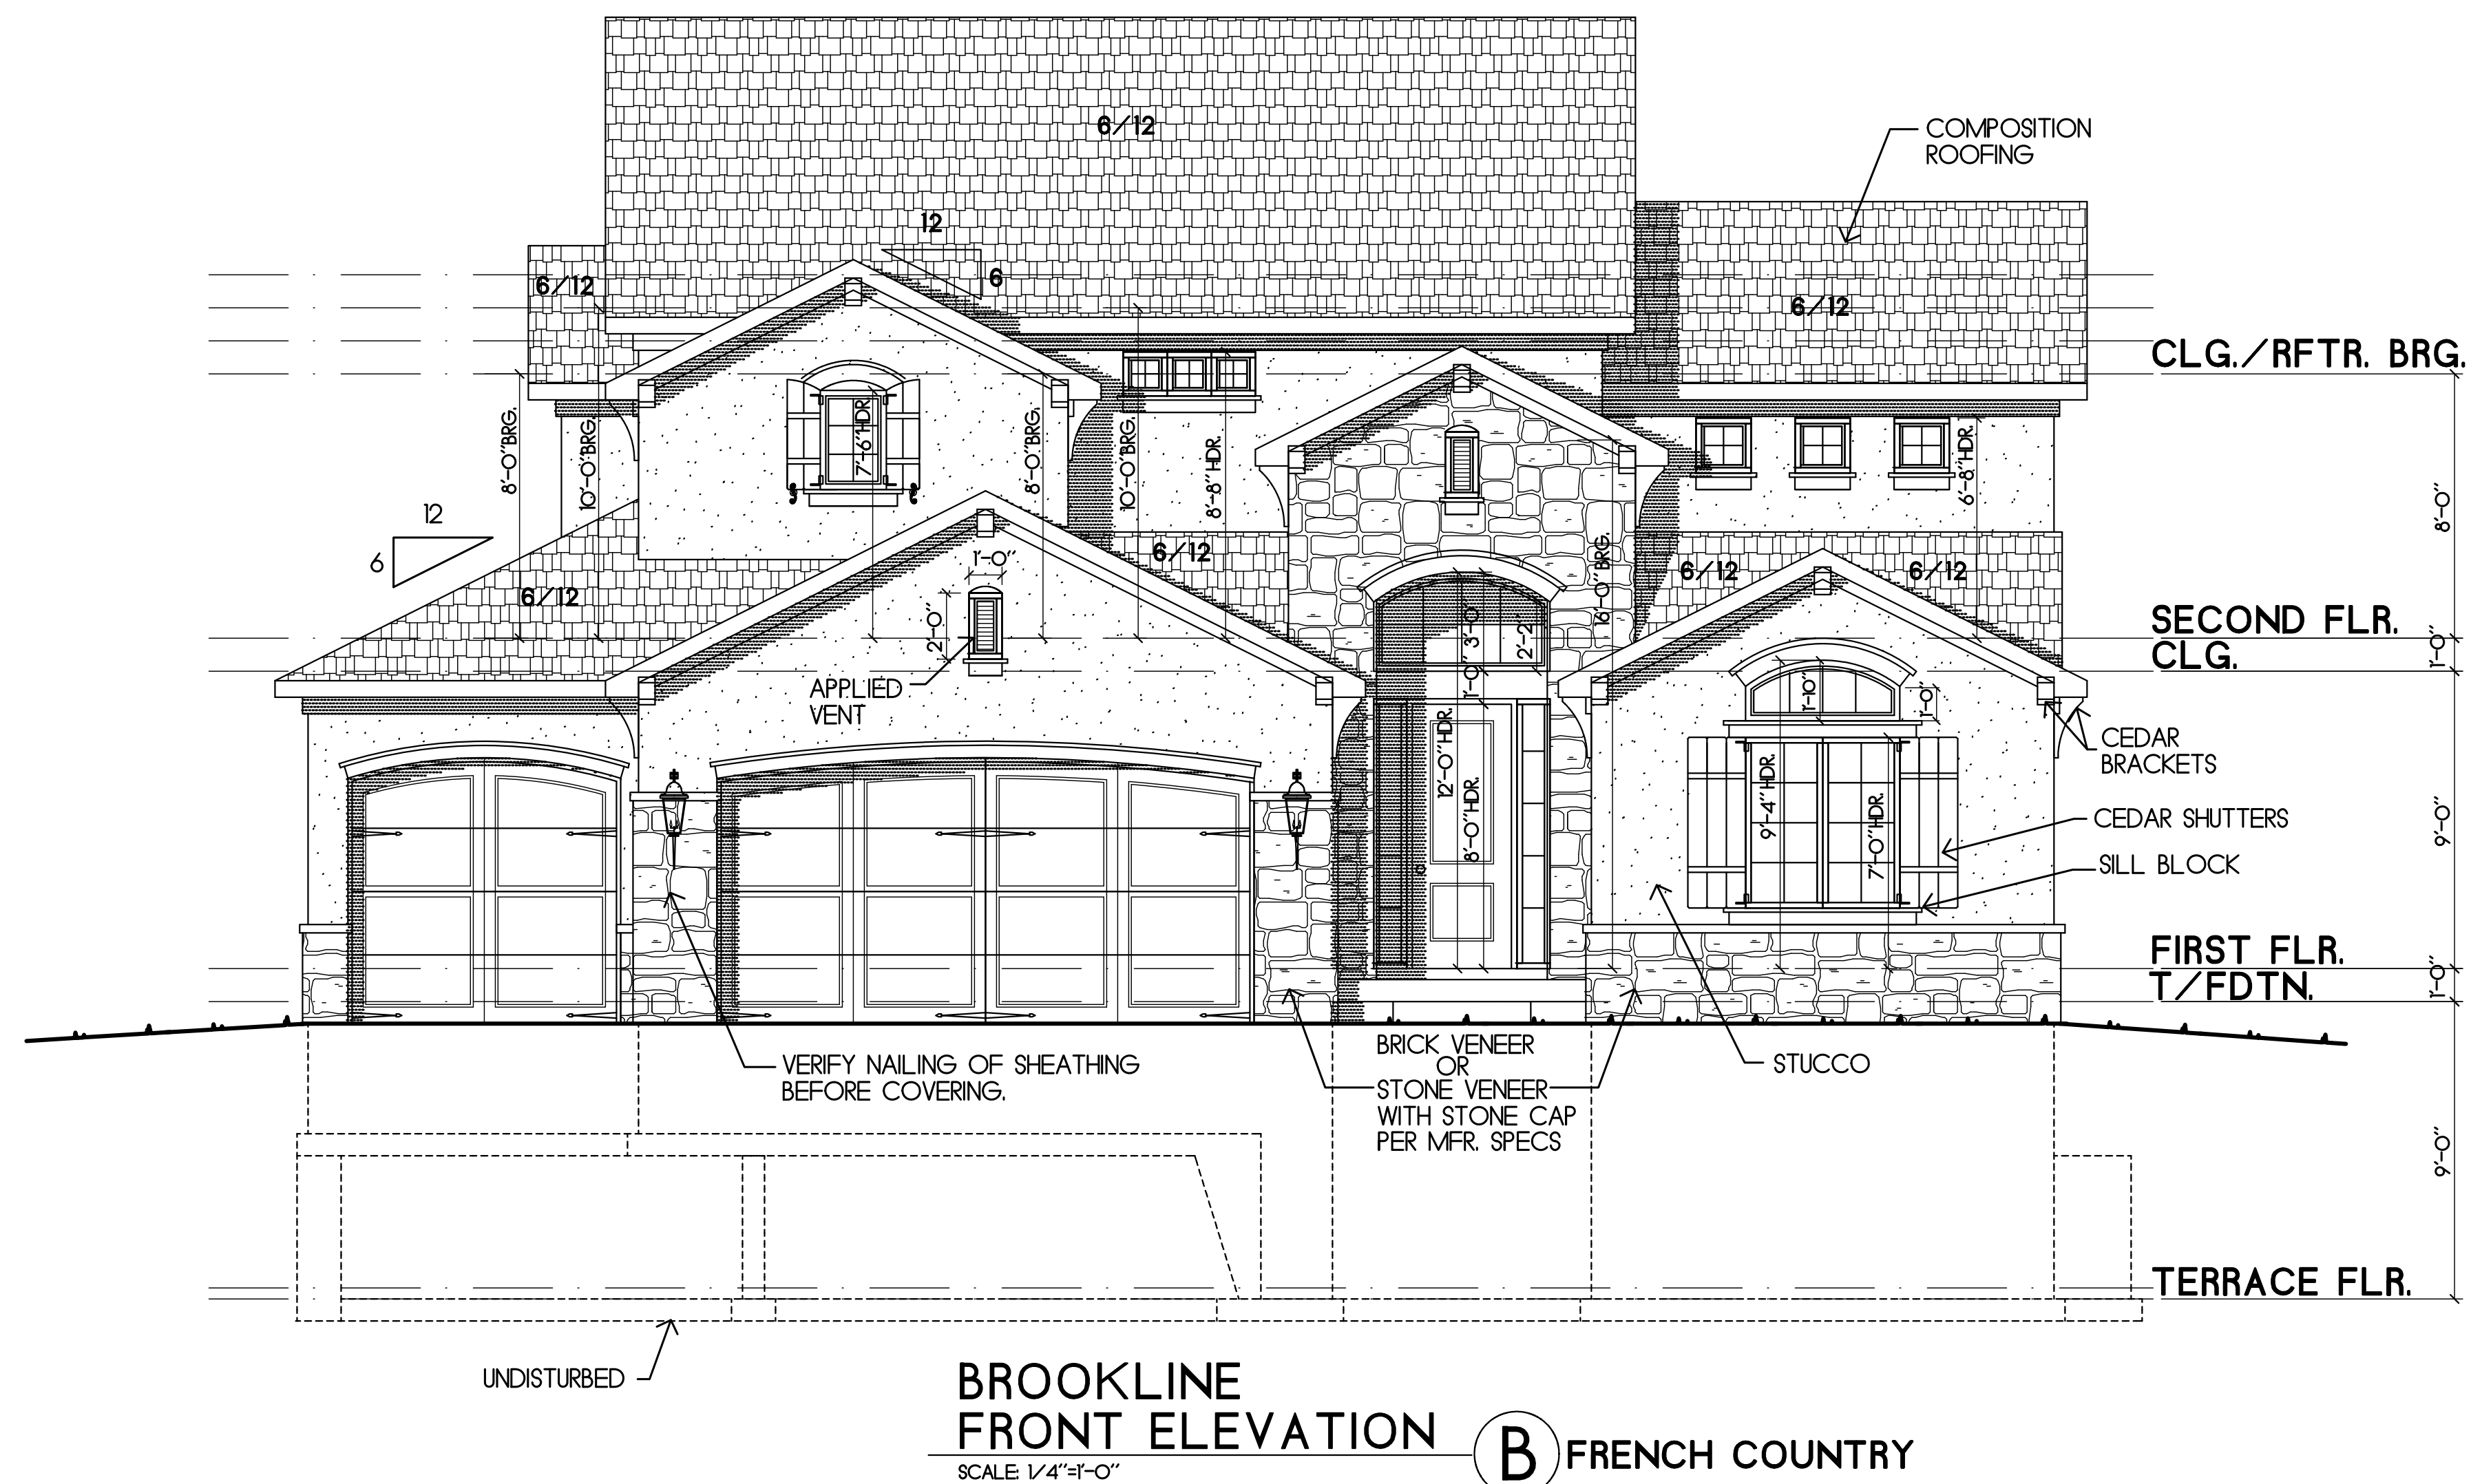 6/12
COMPOSITION
ROOFING
12
6
6/12
6/12
CLG./RFTR. BRG.
8'-0" BRG.
10'-0" BRG.
7'-6" HDR.
8'-0" BRG.
10'-0" BRG.
8'-8" HDR.
6'-8" HDR.
8'-0"
12
6
6/12
1'-0"
2'-0"
6/12
16'-0" BRG.
6/12
6/12
SECOND FLR.
CLG.
1'-0"
APPLIED
VENT
3'-0"
1'-0"
2'-2"
1'-10"
1'-0"
12'-0" HDR.
8'-0" HDR.
9'-4" HDR.
7'-0" HDR.
CEDAR
BRACKETS
CEDAR SHUTTERS
SILL BLOCK
9'-0"
FIRST FLR.
T/FDTN.
1'-0"
VERIFY NAILING OF SHEATHING
BEFORE COVERING.
BRICK VENEER
OR
STONE VENEER
WITH STONE CAP
PER MFR. SPECS
STUCCO
9'-0"
TERRACE FLR.
UNDISTURBED
BROOKLINE
FRONT ELEVATION
B
FRENCH COUNTRY
SCALE: 1/4"=1'-0"